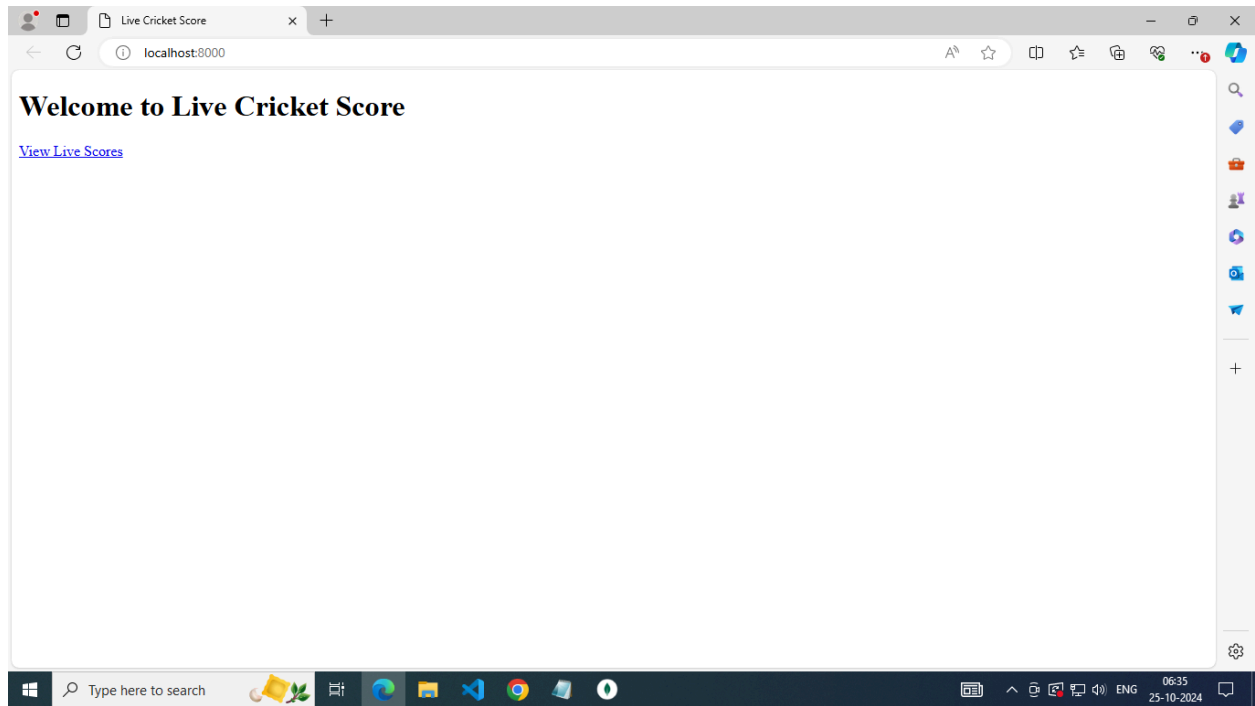 Live Cricket Score
localhost:8000
Welcome to Live Cricket Score
View Live Scores
Type here to search
ENG
06:35
25-10-2024